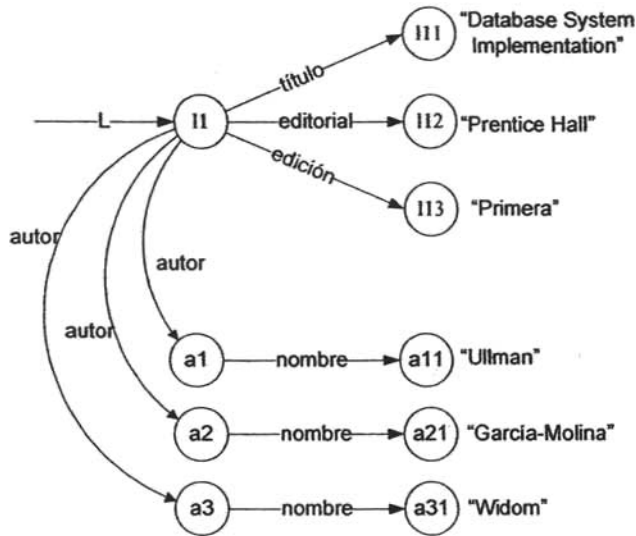 l11 "Database System
Implementation"
título
L l1 editorial l12 "Prentice Hall"
edición
l13 "Primera"
autor
autor
autor
a1 nombre a11 "Ullman"
a2 nombre a21 "García-Molina"
a3 nombre a31 "Widom"